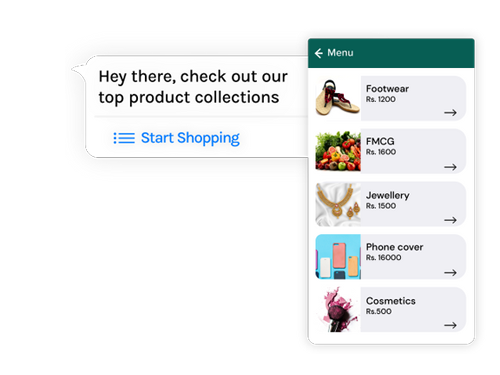 Hey there, check out our
top product collections
Start Shopping
Menu
Footwear
Rs. 1200
FMCG
Rs. 1600
Jewellery
Rs. 1500
Phone cover
Rs. 16000
Cosmetics
Rs.500